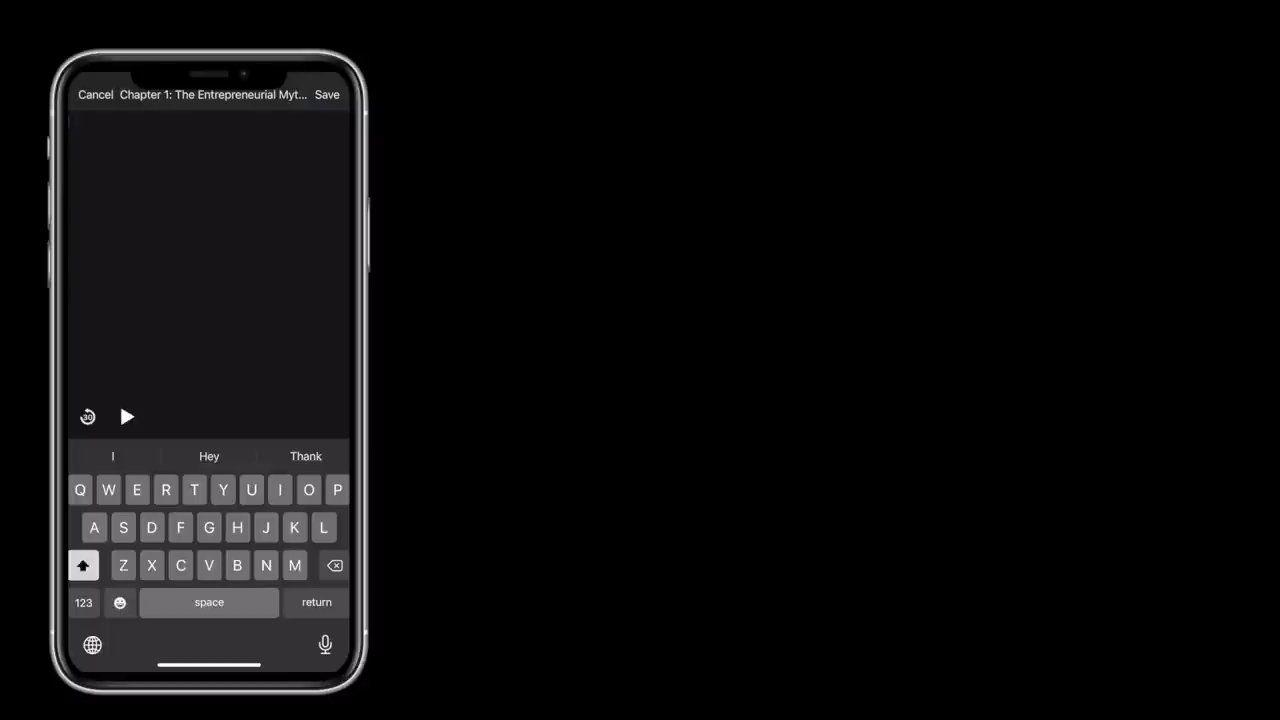 Cancel Chapter 1: The Entrepreneurial Myt... Save
30
I Hey Thank
Q W E R T Y U I O P
A S D F G H J K L
Z X C V B N M
123 space return